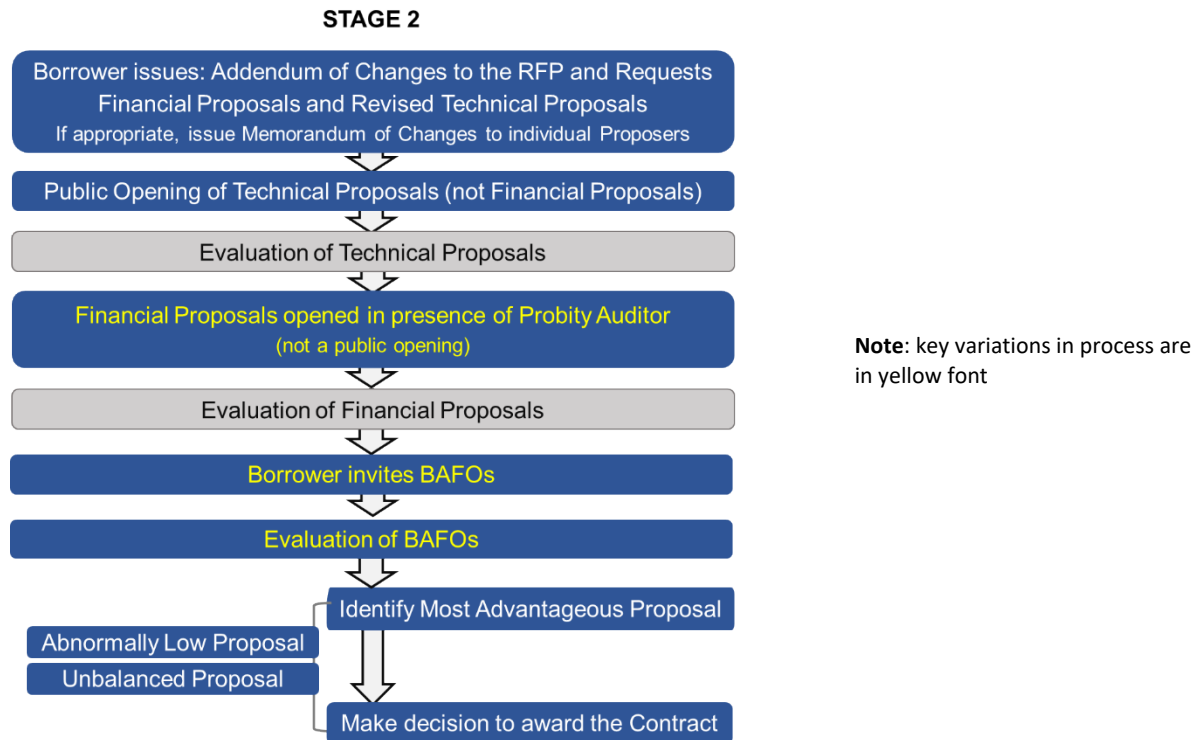 STAGE 2
Borrower issues: Addendum of Changes to the RFP and Requests
Financial Proposals and Revised Technical Proposals
If appropriate, issue Memorandum of Changes to individual Proposers
Public Opening of Technical Proposals (not Financial Proposals)
Evaluation of Technical Proposals
Financial Proposals opened in presence of Probity Auditor
(not a public opening)
Note: key variations in process are
in yellow font
Evaluation of Financial Proposals
Borrower invites BAFOs
Evaluation of BAFOs
Identify Most Advantageous Proposal
Abnormally Low Proposal
Unbalanced Proposal
Make decision to award the Contract